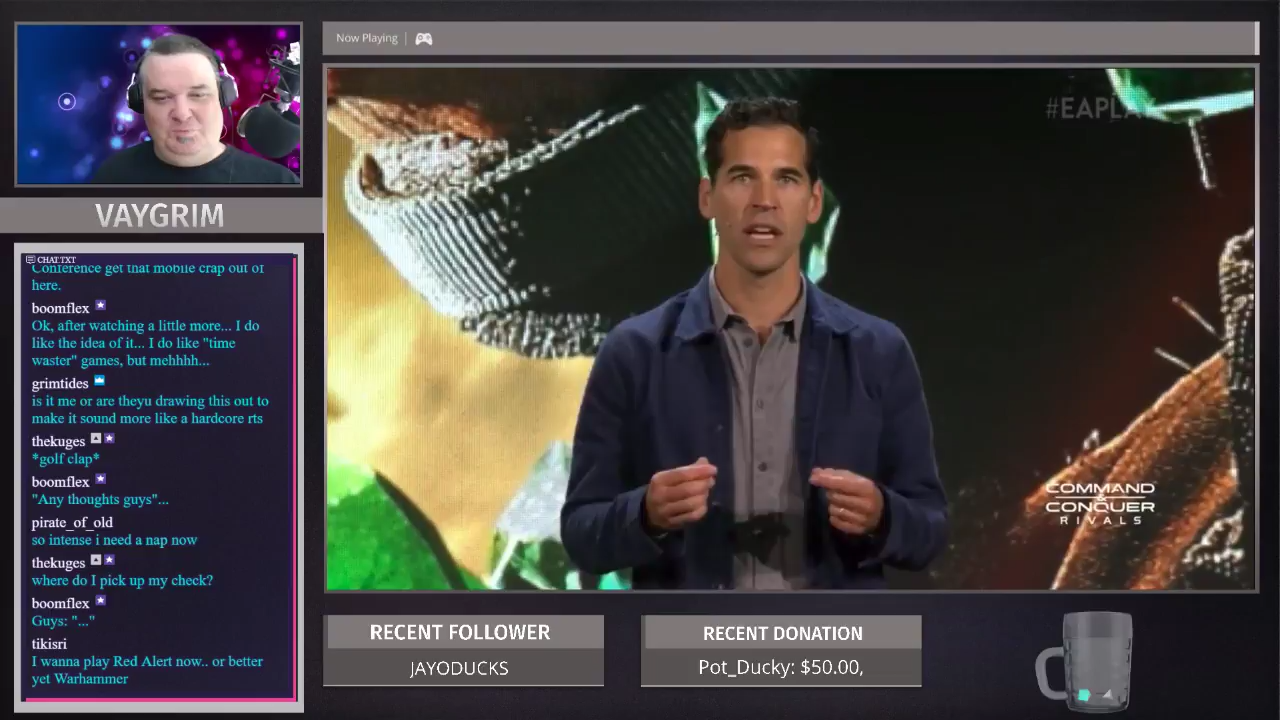 Now Playing |
#EAPLAY
VAYGRIM
CHAT.TXT
Conference get that mobile crap out of
here.
boomflex
Ok, after watching a little more... I do
like the idea of it... I do like "time
waster" games, but mehhhh...
grimtides
is it me or are theyu drawing this out to
make it sound more like a hardcore rts
thekuges
*golf clap*
boomflex
"Any thoughts guys"...
pirate_of_old
so intense i need a nap now
thekuges
where do I pick up my check?
boomflex
Guys: "..."
tikisri
I wanna play Red Alert now.. or better
yet Warhammer
COMMAND
&
CONQUER
RIVALS
RECENT FOLLOWER
JAYODUCKS
RECENT DONATION
Pot_Ducky: $50.00,